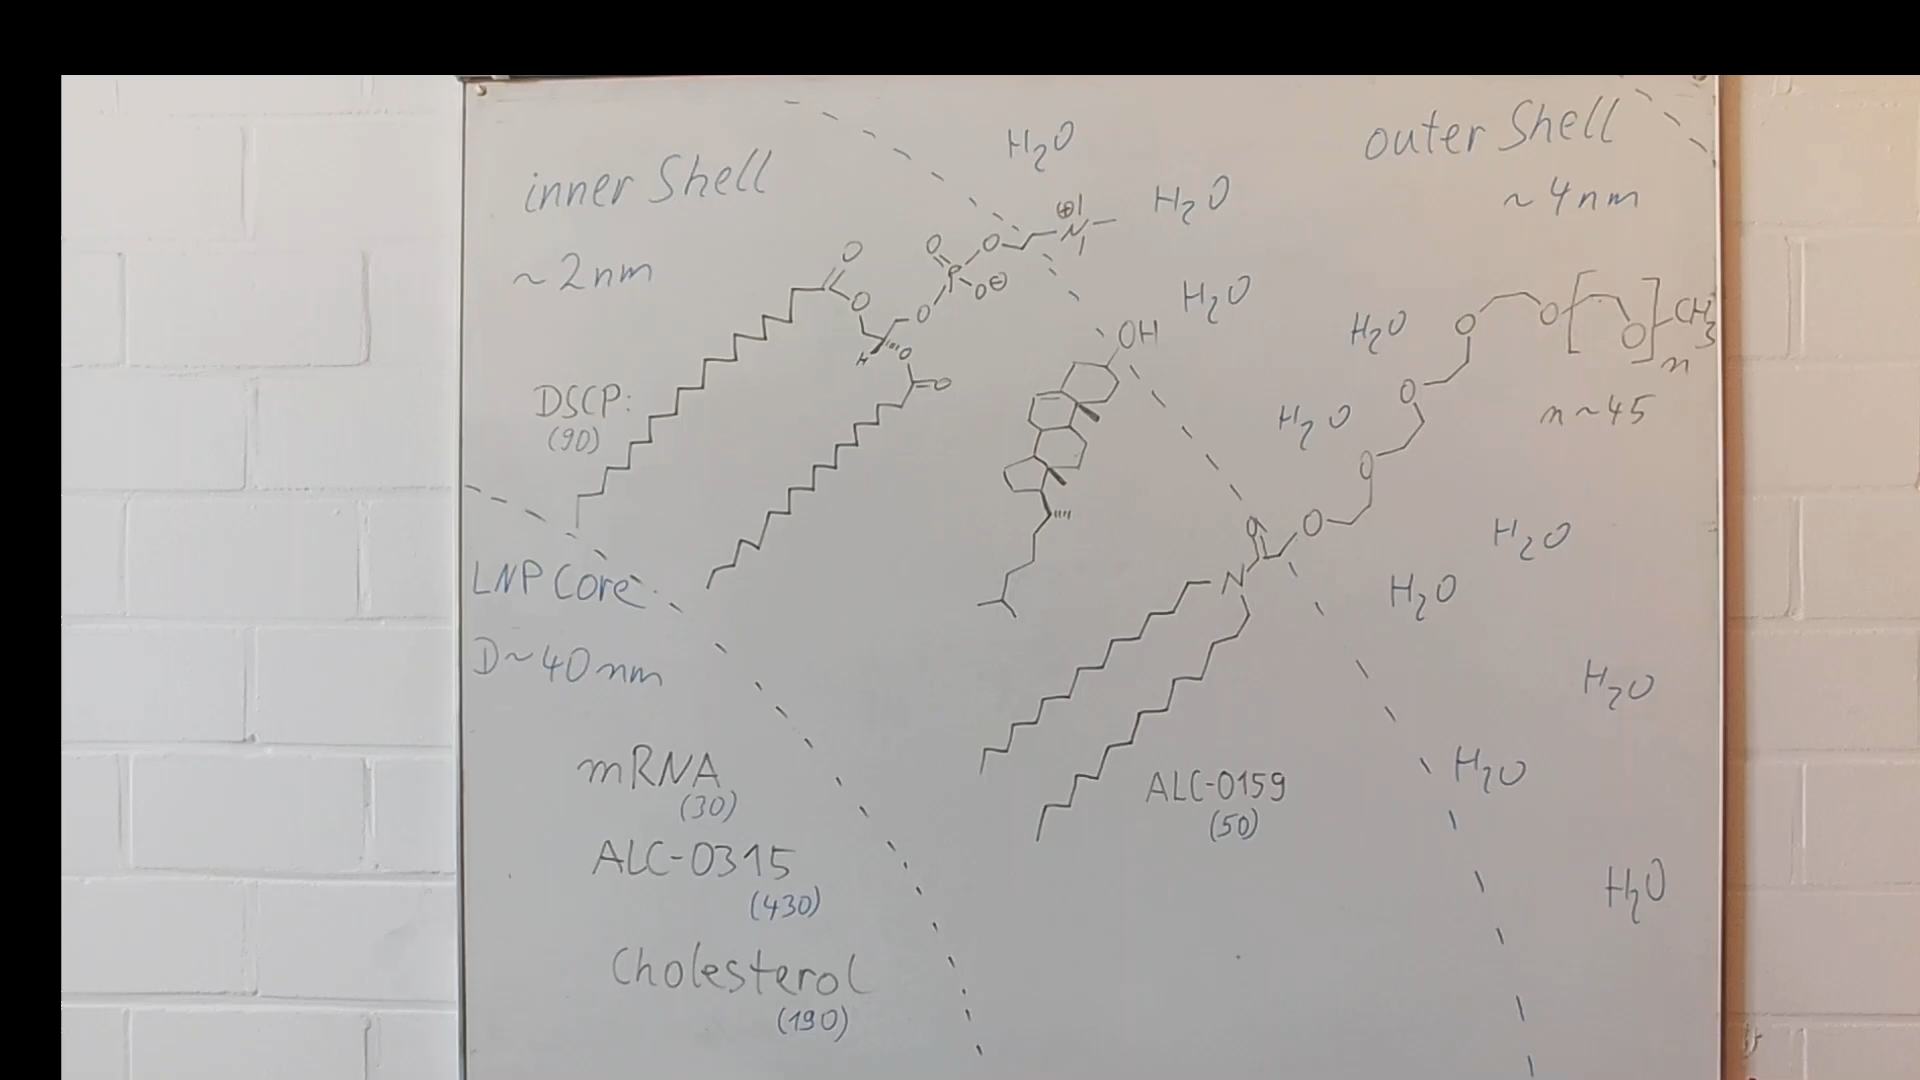 inner Shell
~2nm
outer Shell
~4nm
H₂O
H₂O
H₂O
H₂O
H₂O
H₂O
H₂O
H₂O
H₂O
H₂O
O
O
H
O
O
O
P
O
O⊖
O
⊕
N
OH
DSCP:
(90)
O
O
N
O
O
O
O
O
CH₃
n
n~45
LNP Core
D~40nm
mRNA
(30)
ALC-0315
(430)
Cholesterol
(190)
ALC-0159
(50)